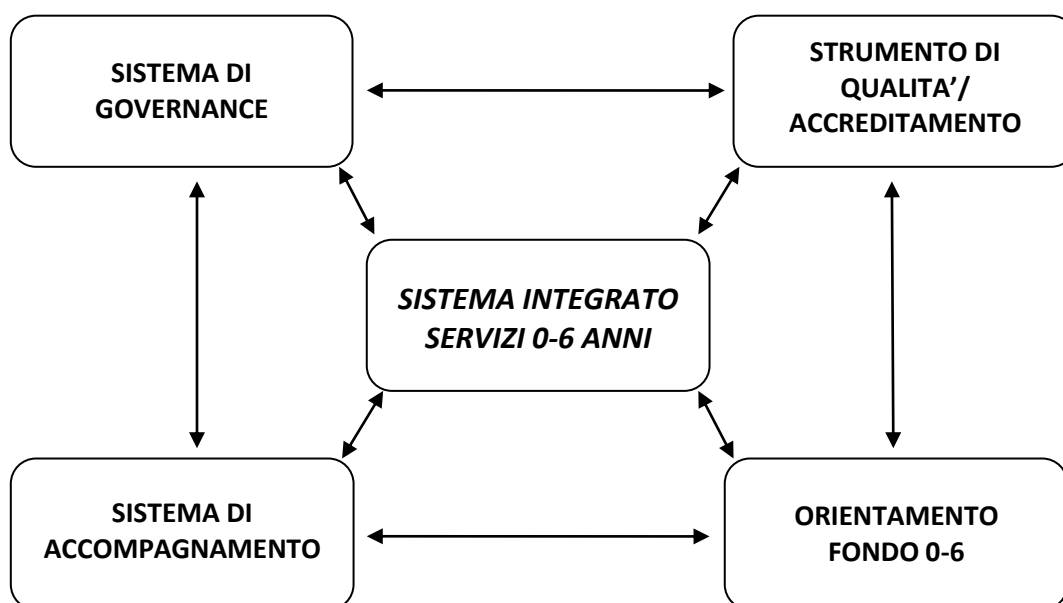 SISTEMA DI
GOVERNANCE
STRUMENTO DI
QUALITA’/
ACCREDITAMENTO
SISTEMA INTEGRATO
SERVIZI 0-6 ANNI
SISTEMA DI
ACCOMPAGNAMENTO
ORIENTAMENTO
FONDO 0-6